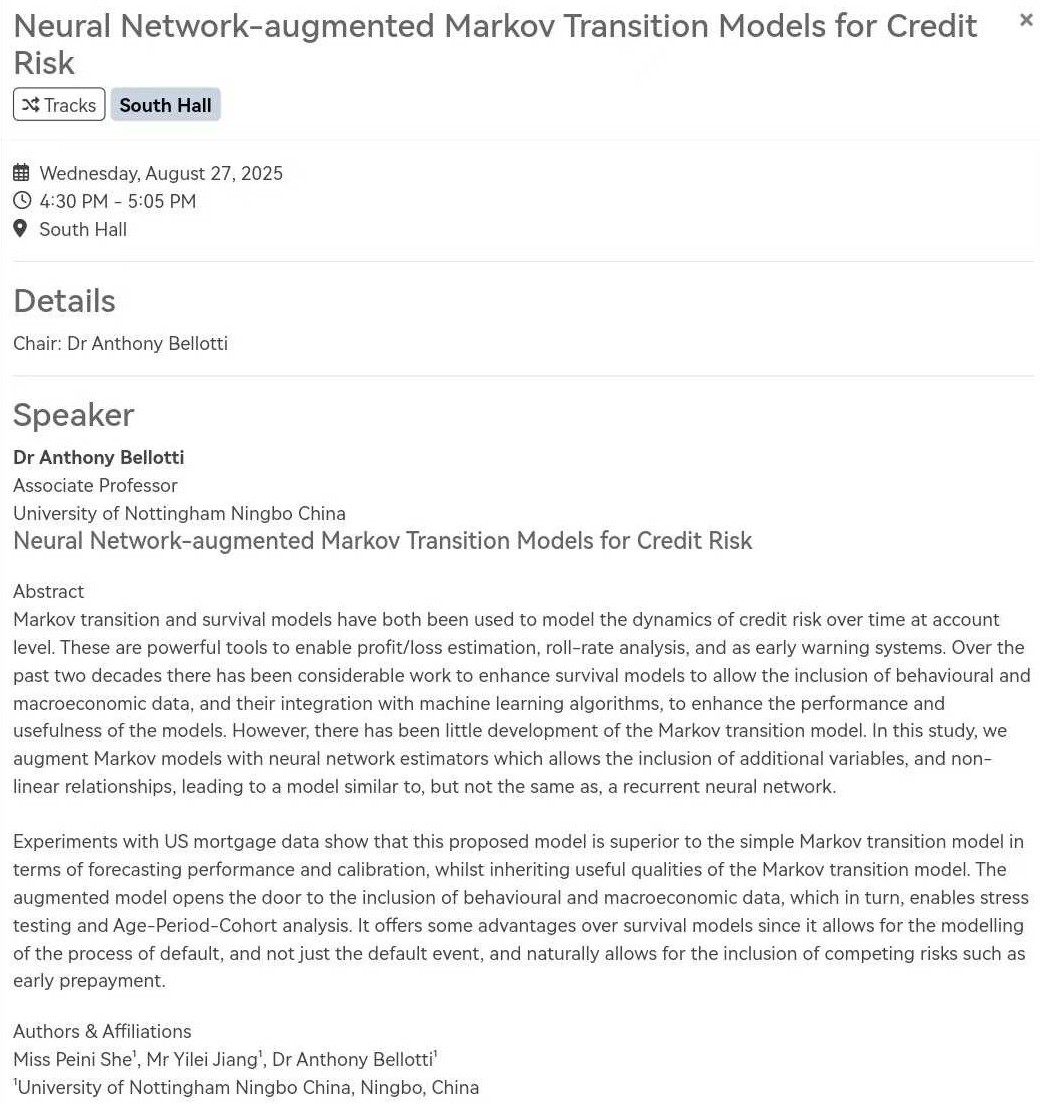 Neural Network-augmented Markov Transition Models for Credit
Risk
×
Tracks
South Hall
Wednesday, August 27, 2025
4:30 PM - 5:05 PM
South Hall
Details
Chair: Dr Anthony Bellotti
Speaker
Dr Anthony Bellotti
Associate Professor
University of Nottingham Ningbo China
Neural Network-augmented Markov Transition Models for Credit Risk
Abstract
Markov transition and survival models have both been used to model the dynamics of credit risk over time at account
level. These are powerful tools to enable profit/loss estimation, roll-rate analysis, and as early warning systems. Over the
past two decades there has been considerable work to enhance survival models to allow the inclusion of behavioural and
macroeconomic data, and their integration with machine learning algorithms, to enhance the performance and
usefulness of the models. However, there has been little development of the Markov transition model. In this study, we
augment Markov models with neural network estimators which allows the inclusion of additional variables, and non-
linear relationships, leading to a model similar to, but not the same as, a recurrent neural network.
Experiments with US mortgage data show that this proposed model is superior to the simple Markov transition model in
terms of forecasting performance and calibration, whilst inheriting useful qualities of the Markov transition model. The
augmented model opens the door to the inclusion of behavioural and macroeconomic data, which in turn, enables stress
testing and Age-Period-Cohort analysis. It offers some advantages over survival models since it allows for the modelling
of the process of default, and not just the default event, and naturally allows for the inclusion of competing risks such as
early prepayment.
Authors & Affiliations
Miss Peini She¹, Mr Yilei Jiang¹, Dr Anthony Bellotti¹
¹University of Nottingham Ningbo China, Ningbo, China